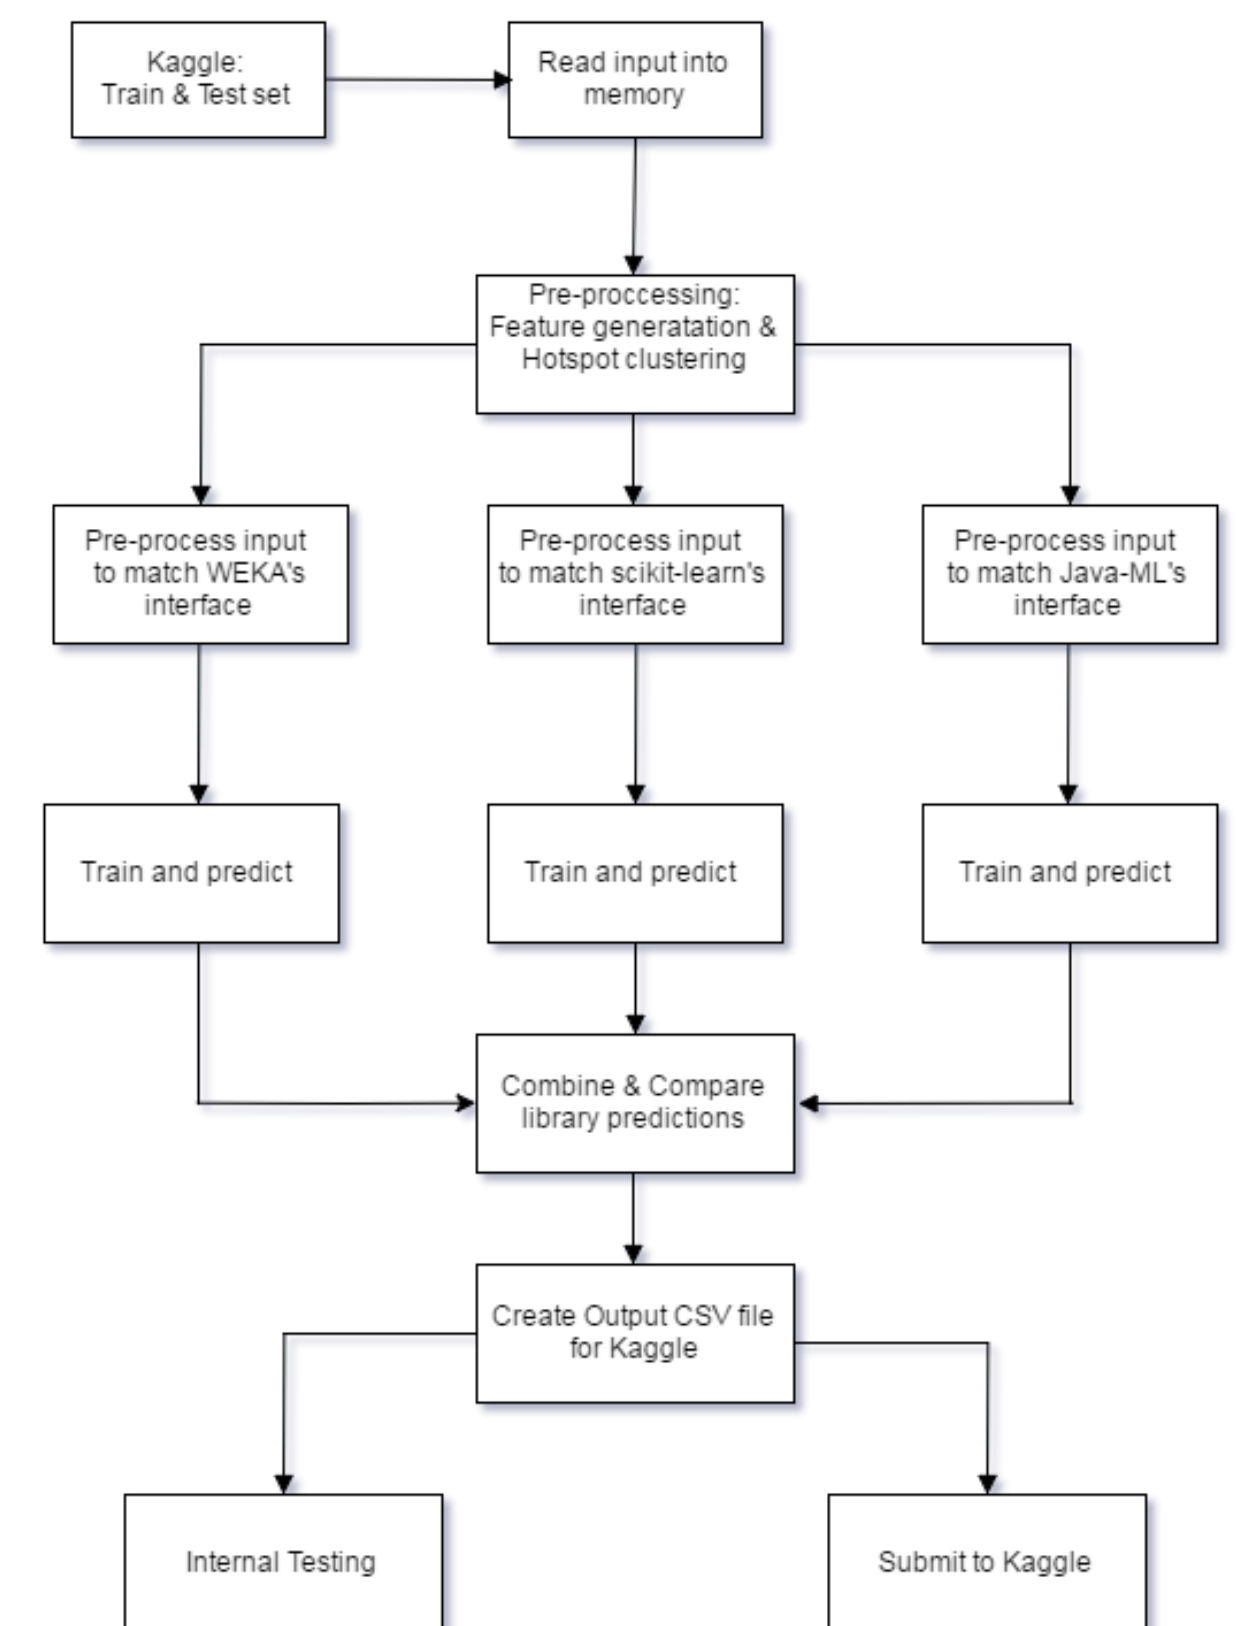 Kaggle:
Train & Test set
Read input into
memory
Pre-proccessing:
Feature generatation &
Hotspot clustering
Pre-process input
to match WEKA's
interface
Pre-process input
to match scikit-learn's
interface
Pre-process input
to match Java-ML's
interface
Train and predict
Train and predict
Train and predict
Combine & Compare
library predictions
Create Output CSV file
for Kaggle
Internal Testing
Submit to Kaggle